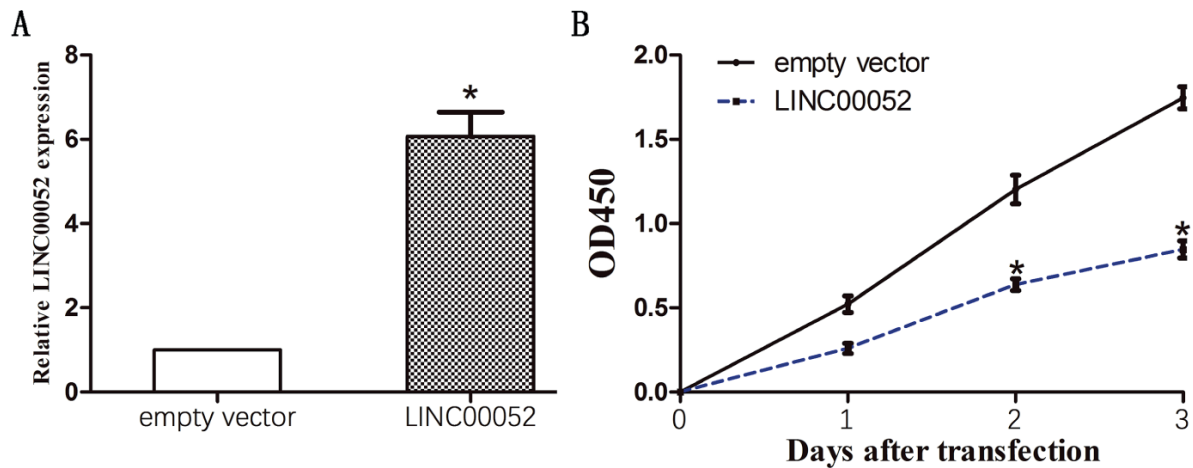 A
Relative LINC00052 expression
8
6
4
2
0
*
empty vector
LINC00052
B
OD450
2.0
1.5
1.0
0.5
0.0
empty vector
LINC00052
*
*
0
1
2
3
Days after transfection